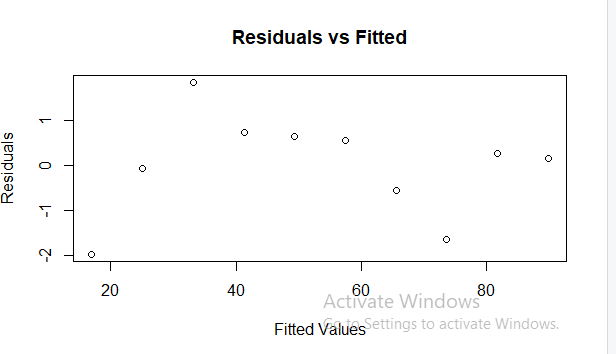 Residuals vs Fitted
Residuals
1
0
-1
-2
20 40 60 80
Fitted Values
Activate Windows
Go to Settings to activate Windows.